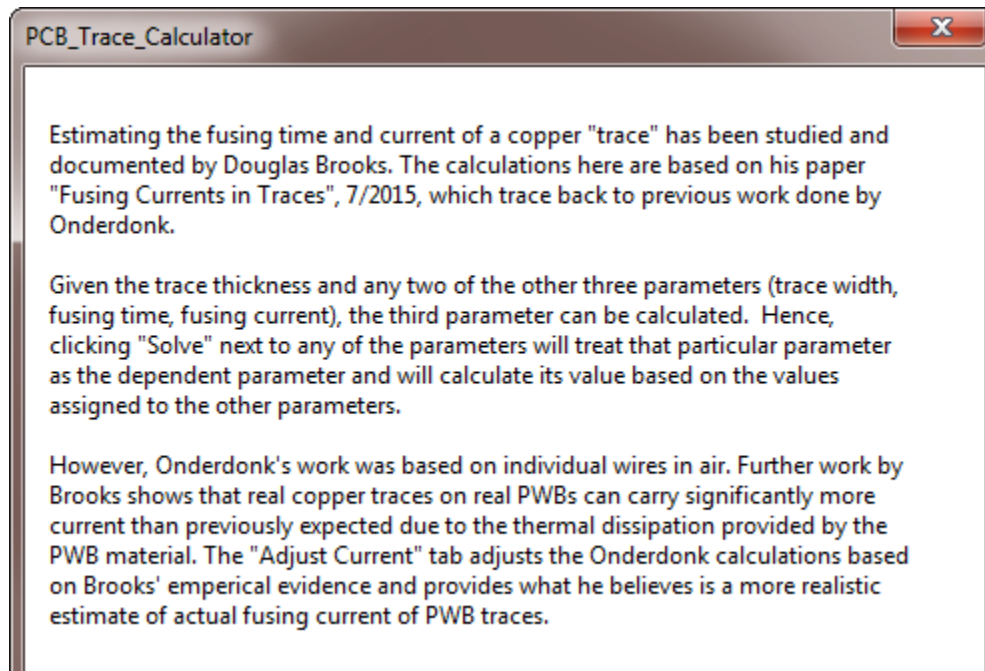 PCB_Trace_Calculator
Estimating the fusing time and current of a copper "trace" has been studied and
documented by Douglas Brooks. The calculations here are based on his paper
"Fusing Currents in Traces", 7/2015, which trace back to previous work done by
Onderdonk.
Given the trace thickness and any two of the other three parameters (trace width,
fusing time, fusing current), the third parameter can be calculated.  Hence,
clicking "Solve" next to any of the parameters will treat that particular parameter
as the dependent parameter and will calculate its value based on the values
assigned to the other parameters.
However, Onderdonk's work was based on individual wires in air. Further work by
Brooks shows that real copper traces on real PWBs can carry significantly more
current than previously expected due to the thermal dissipation provided by the
PWB material. The "Adjust Current" tab adjusts the Onderdonk calculations based
on Brooks' emperical evidence and provides what he believes is a more realistic
estimate of actual fusing current of PWB traces.